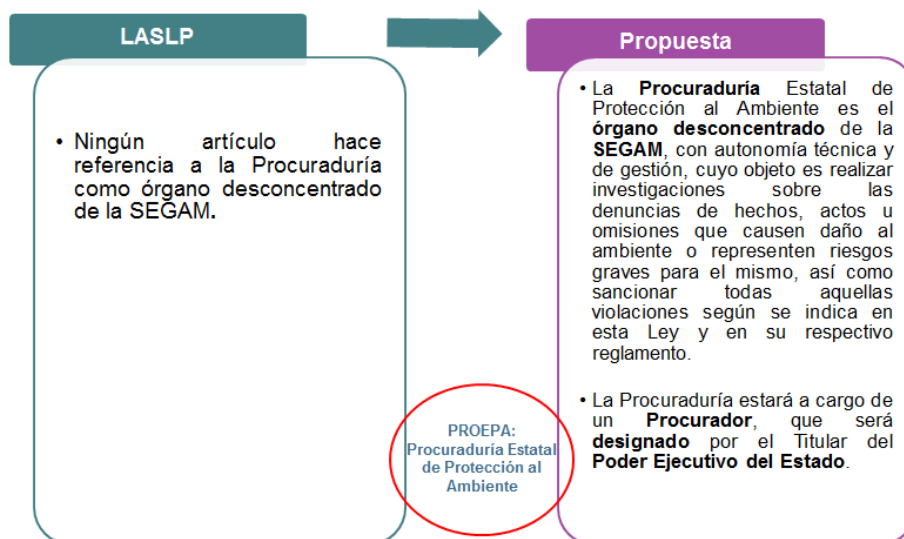 LASLP
• Ningún artículo hace
referencia a la Procuraduría
como órgano desconcentrado
de la SEGAM.
Propuesta
• La Procuraduría Estatal de
Protección al Ambiente es el
órgano desconcentrado de la
SEGAM, con autonomía técnica y
de gestión, cuyo objeto es realizar
investigaciones sobre las
denuncias de hechos, actos u
omisiones que causen daño al
ambiente o representen riesgos
graves para el mismo, así como
sancionar todas aquellas
violaciones según se indica en
esta Ley y en su respectivo
reglamento.
• La Procuraduría estará a cargo de
un Procurador, que será
designado por el Titular del
Poder Ejecutivo del Estado.
PROEPA:
Procuraduría Estatal
de Protección al
Ambiente